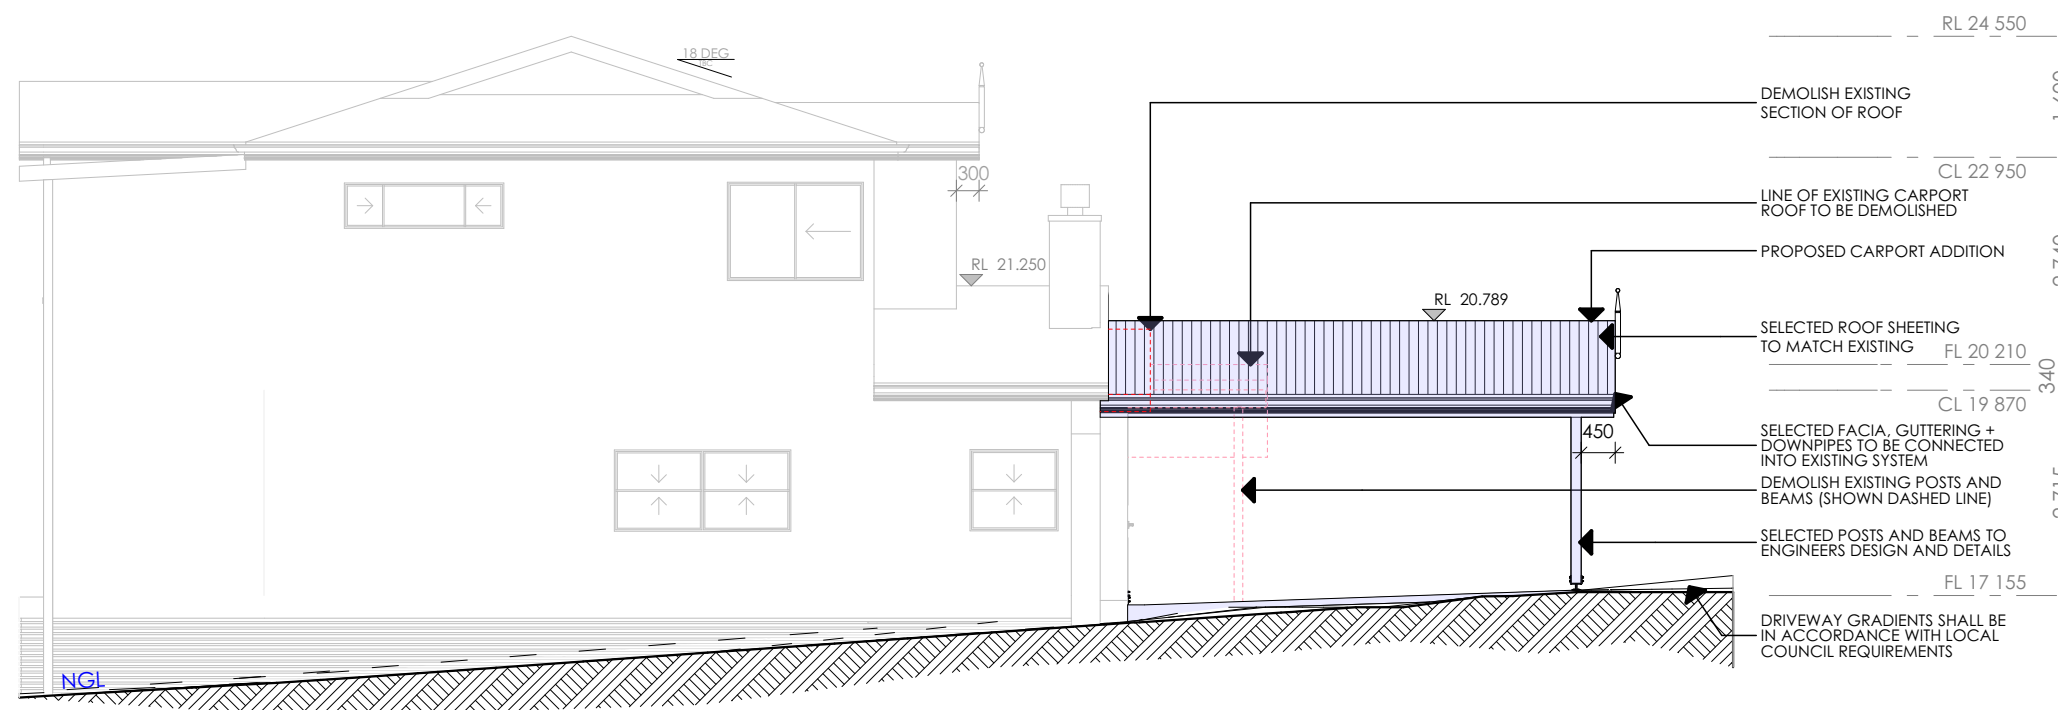 RL 24 550
18 DEG
DEMOLISH EXISTING
SECTION OF ROOF
300
CL 22 950
LINE OF EXISTING CARPORT
ROOF TO BE DEMOLISHED
PROPOSED CARPORT ADDITION
RL 21.250
RL 20.789
SELECTED ROOF SHEETING
TO MATCH EXISTING
FL 20 210
340
CL 19 870
SELECTED FACIA, GUTTERING +
DOWNPIPES TO BE CONNECTED
INTO EXISTING SYSTEM
450
DEMOLISH EXISTING POSTS AND
BEAMS (SHOWN DASHED LINE)
SELECTED POSTS AND BEAMS TO
ENGINEERS DESIGN AND DETAILS
FL 17 155
DRIVEWAY GRADIENTS SHALL BE
IN ACCORDANCE WITH LOCAL
COUNCIL REQUIREMENTS
NGL